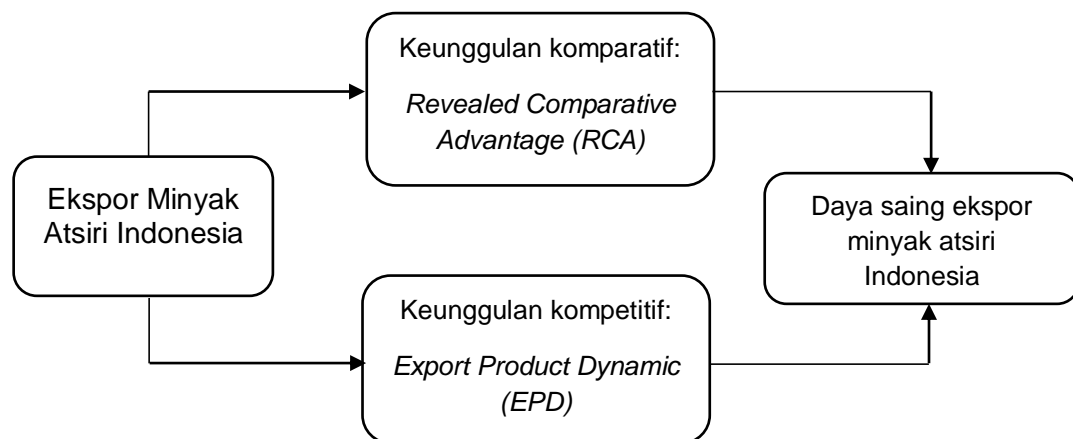 Keunggulan komparatif:
Revealed Comparative
Advantage (RCA)
Ekspor Minyak
Atsiri Indonesia
Daya saing ekspor
minyak atsiri
Indonesia
Keunggulan kompetitif:
Export Product Dynamic
(EPD)